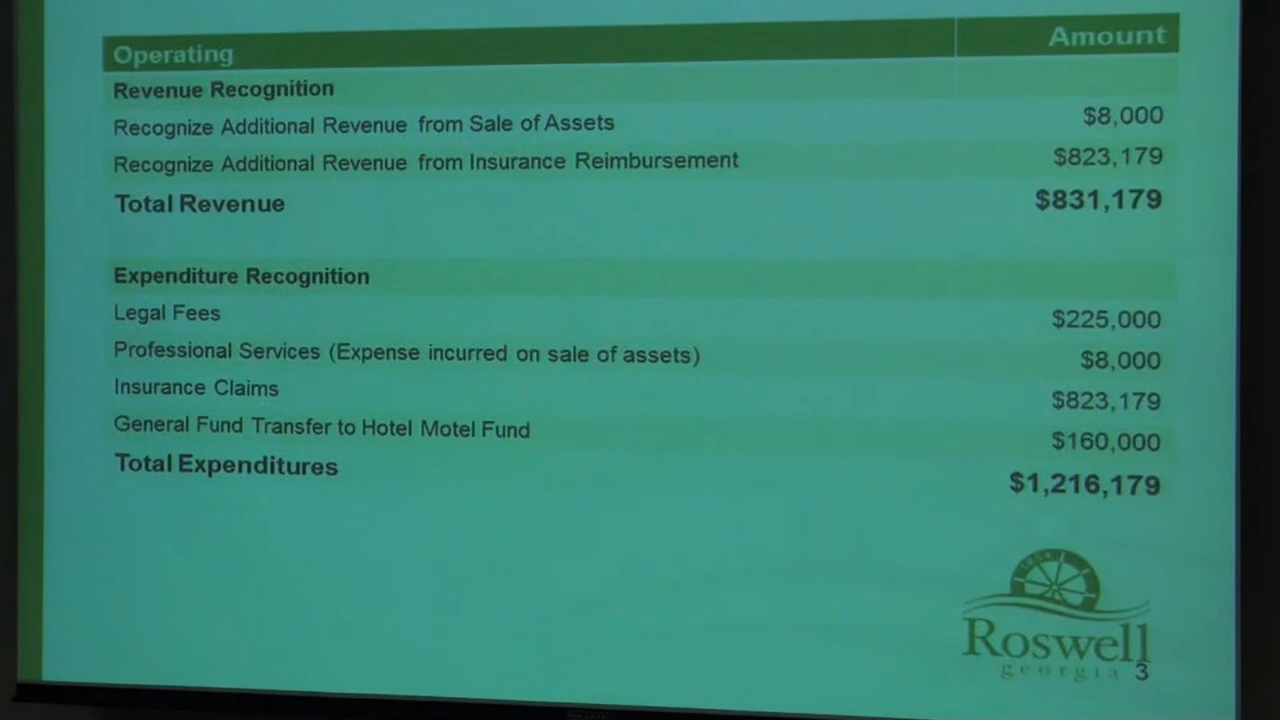 Operating Amount
Revenue Recognition
Recognize Additional Revenue from Sale of Assets $8,000
Recognize Additional Revenue from Insurance Reimbursement $823,179
Total Revenue $831,179
Expenditure Recognition
Legal Fees $225,000
Professional Services (Expense incurred on sale of assets) $8,000
Insurance Claims $823,179
General Fund Transfer to Hotel Motel Fund $160,000
Total Expenditures $1,216,179
1854
Roswell
georgia 3